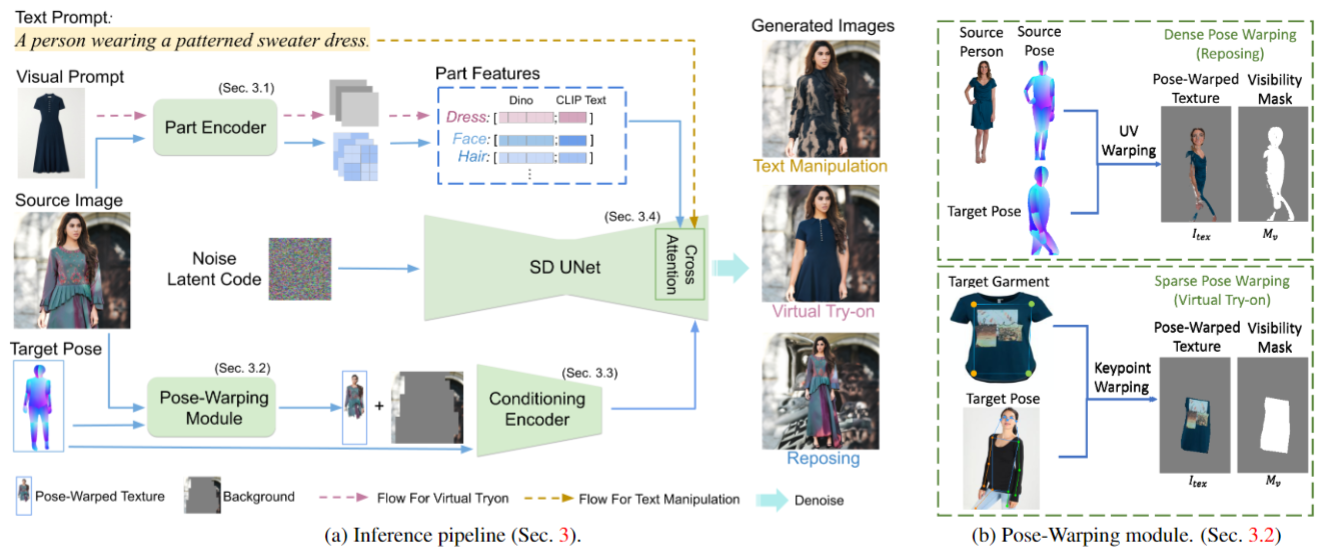 Text Prompt:
A person wearing a patterned sweater dress.
Visual Prompt
(Sec. 3.1)
Part Encoder
Part Features
Dino
CLIP Text
Dress: [ ; ]
Face: [ ; ]
Hair: [ ; ]
⋮
Source Image
Noise
Latent Code
(Sec. 3.4)
SD UNet
Cross
Attention
Target Pose
(Sec. 3.2)
Pose-Warping
Module
+
(Sec. 3.3)
Conditioning
Encoder
Generated Images
Text Manipulation
Virtual Try-on
Reposing
Pose-Warped Texture
Background
Flow For Virtual Tryon
Flow For Text Manipulation
Denoise
(a) Inference pipeline (Sec. 3).
Source
Person
Source
Pose
Dense Pose Warping
(Reposing)
Pose-Warped
Texture
Visibility
Mask
UV
Warping
Target Pose
I_tex
M_v
Target Garment
Sparse Pose Warping
(Virtual Try-on)
Pose-Warped
Texture
Visibility
Mask
Keypoint
Warping
Target Pose
I_tex
M_v
(b) Pose-Warping module. (Sec. 3.2)